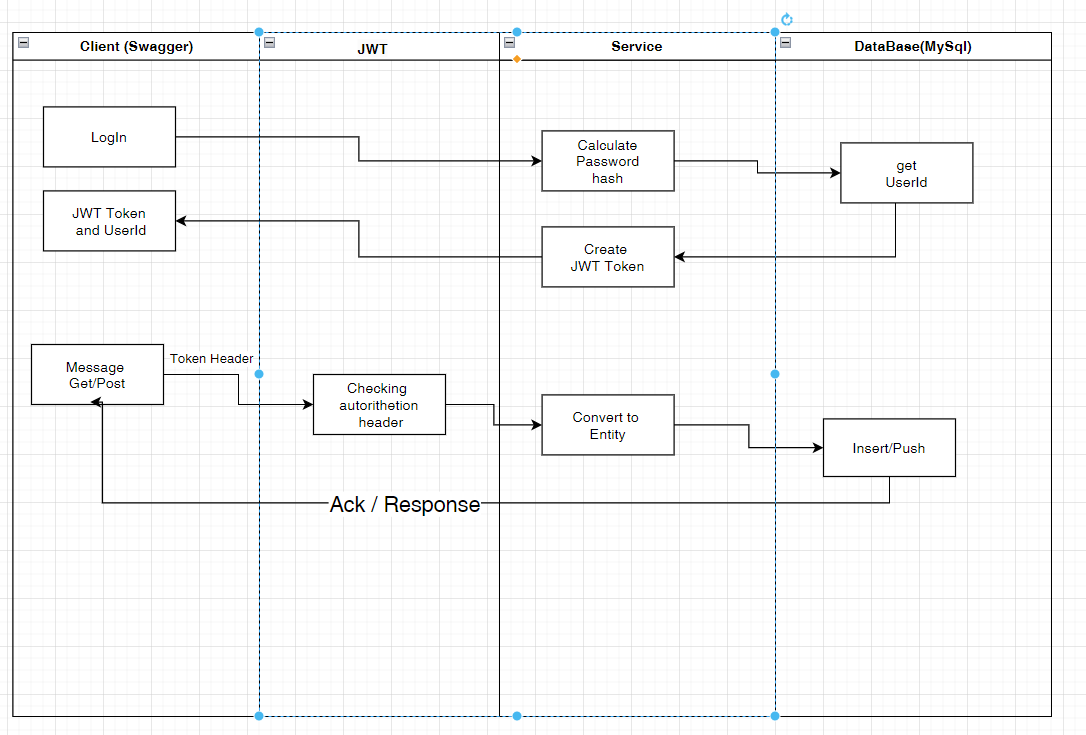 Client (Swagger)
JWT
Service
DataBase(MySql)
LogIn
Calculate
Password
hash
get
UserId
JWT Token
and UserId
Create
JWT Token
Message
Get/Post
Token Header
Checking
autorithetion
header
Convert to
Entity
Insert/Push
Ack / Response